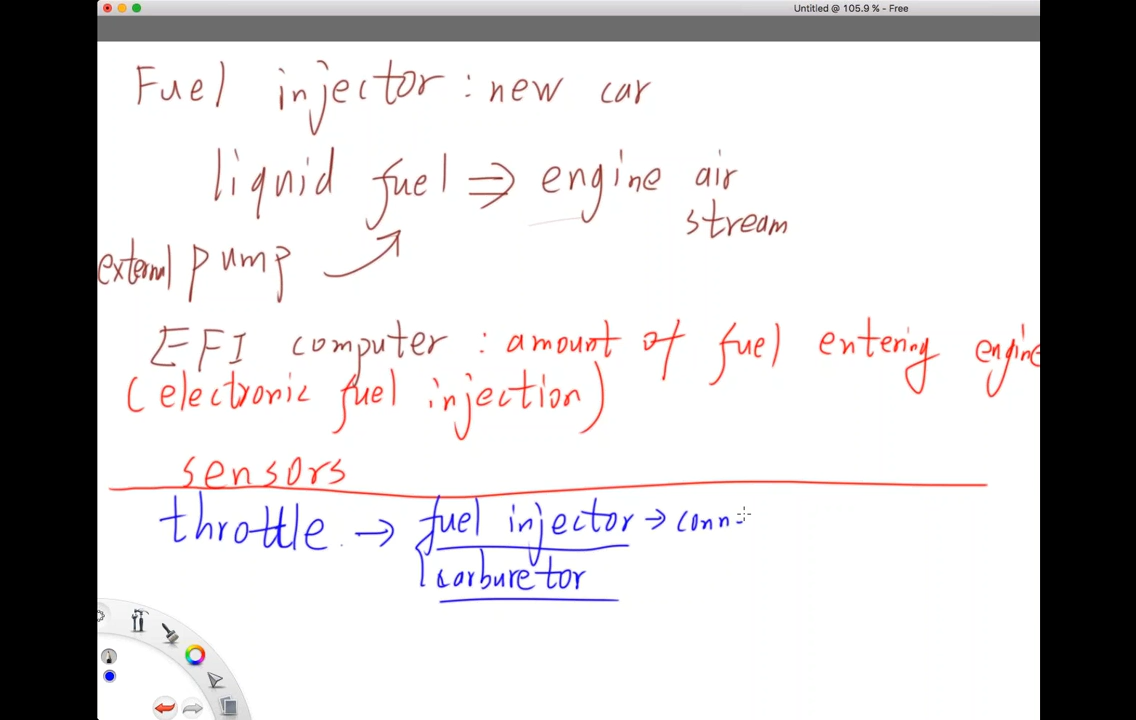 Untitled @ 105.9 % - Free
Fuel injector : new car
liquid fuel ⇒ engine air
stream
external pump
EFI computer : amount of fuel entering engine
(electronic fuel injection)
sensors
throttle → fuel injector → conn
carburetor